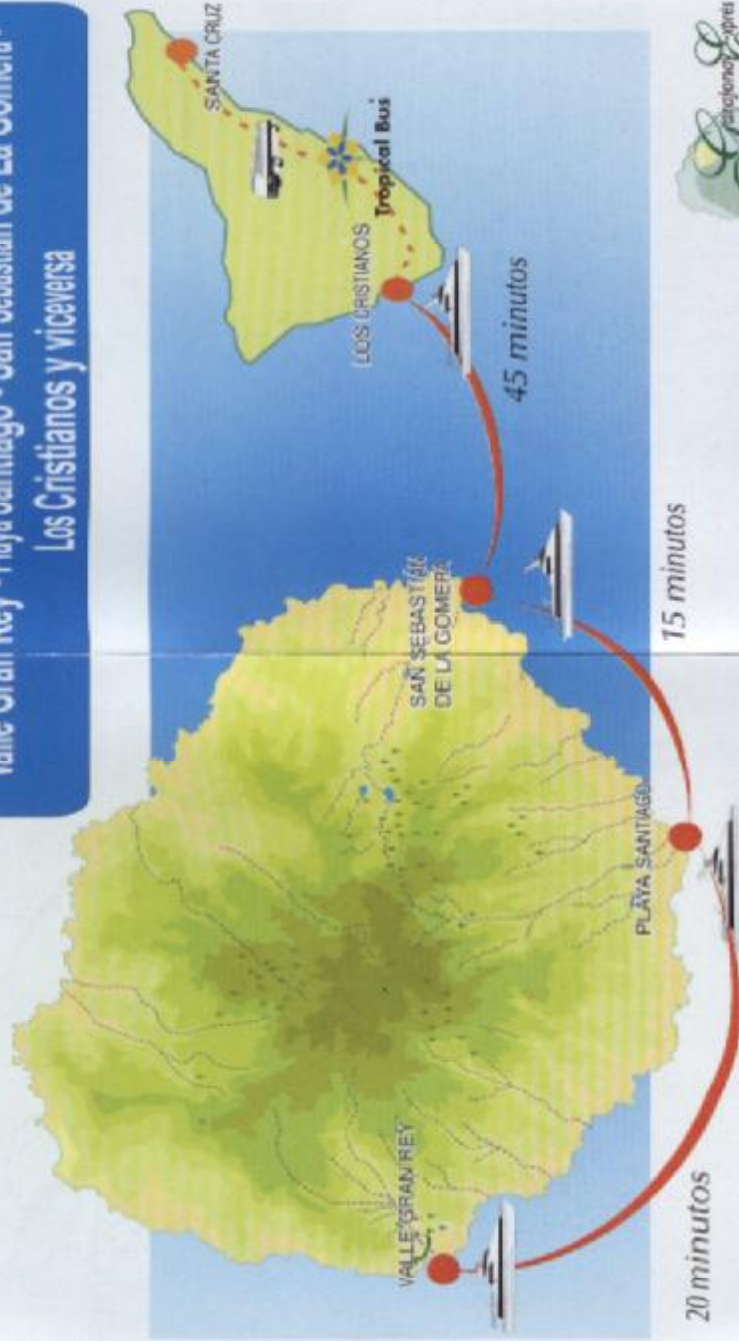 Valle Gran Rey - Playa Santiago - San Sebastián de La Gomera -
Los Cristianos y viceversa
SANTA CRUZ
Tropical Bus
LOS CRISTIANOS
45 minutos
SAN SEBASTIÁN
DE LA GOMERA
15 minutos
PLAYA SANTIAGO
VALLE GRAN REY
20 minutos